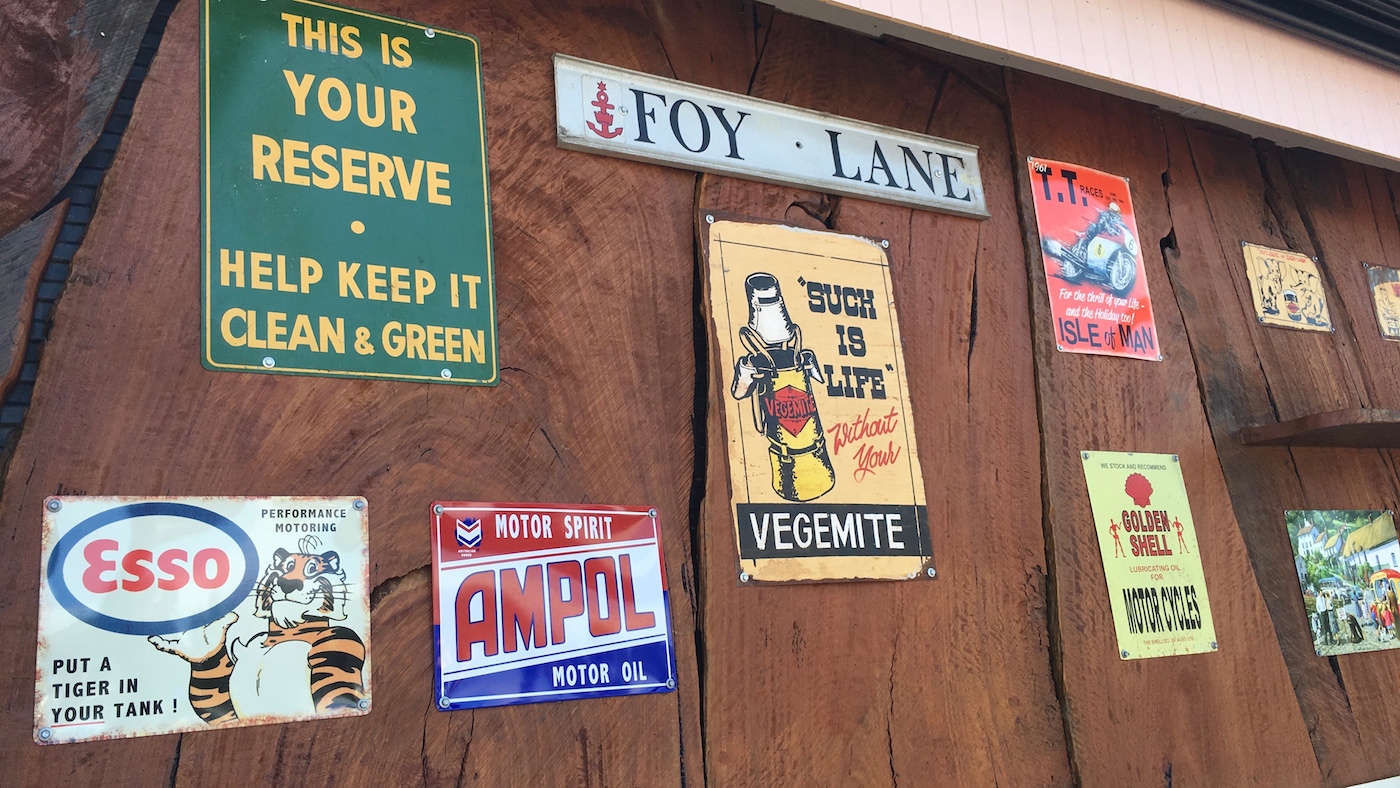 THIS IS
YOUR
RESERVE
•
HELP KEEP IT
CLEAN & GREEN
FOY · LANE
"SUCH
IS
LIFE"
Without
Your
VEGEMITE
VEGEMITE
1961
T.T. RACES
For the thrill of your Life -
and the Holiday too!
ISLE of MAN
Esso
PERFORMANCE
MOTORING
PUT A
TIGER IN
YOUR TANK !
MOTOR SPIRIT
AMPOL
MOTOR OIL
WE STOCK AND RECOMMEND
GOLDEN
SHELL
LUBRICATING OIL
FOR
MOTOR CYCLES